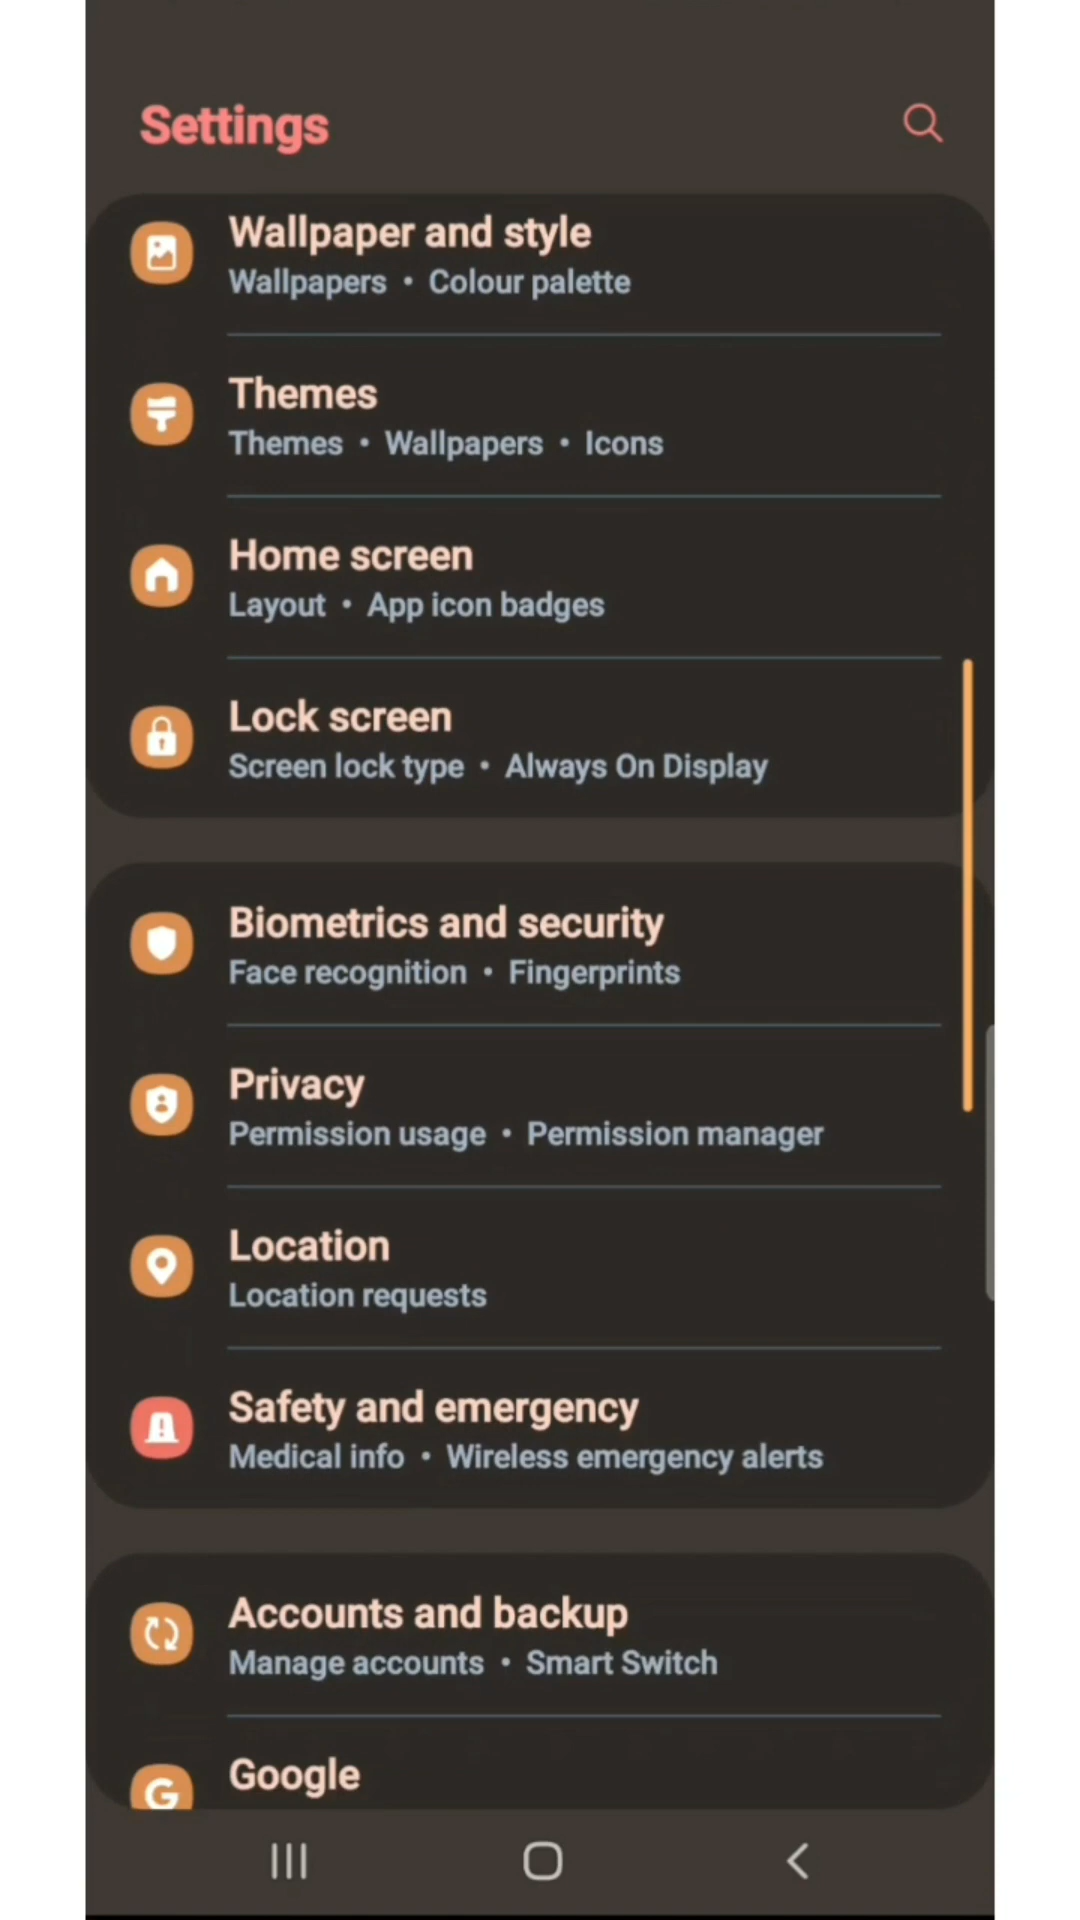 Settings
Wallpaper and style
Wallpapers • Colour palette
Themes
Themes • Wallpapers • Icons
Home screen
Layout • App icon badges
Lock screen
Screen lock type • Always On Display
Biometrics and security
Face recognition • Fingerprints
Privacy
Permission usage • Permission manager
Location
Location requests
Safety and emergency
Medical info • Wireless emergency alerts
Accounts and backup
Manage accounts • Smart Switch
Google